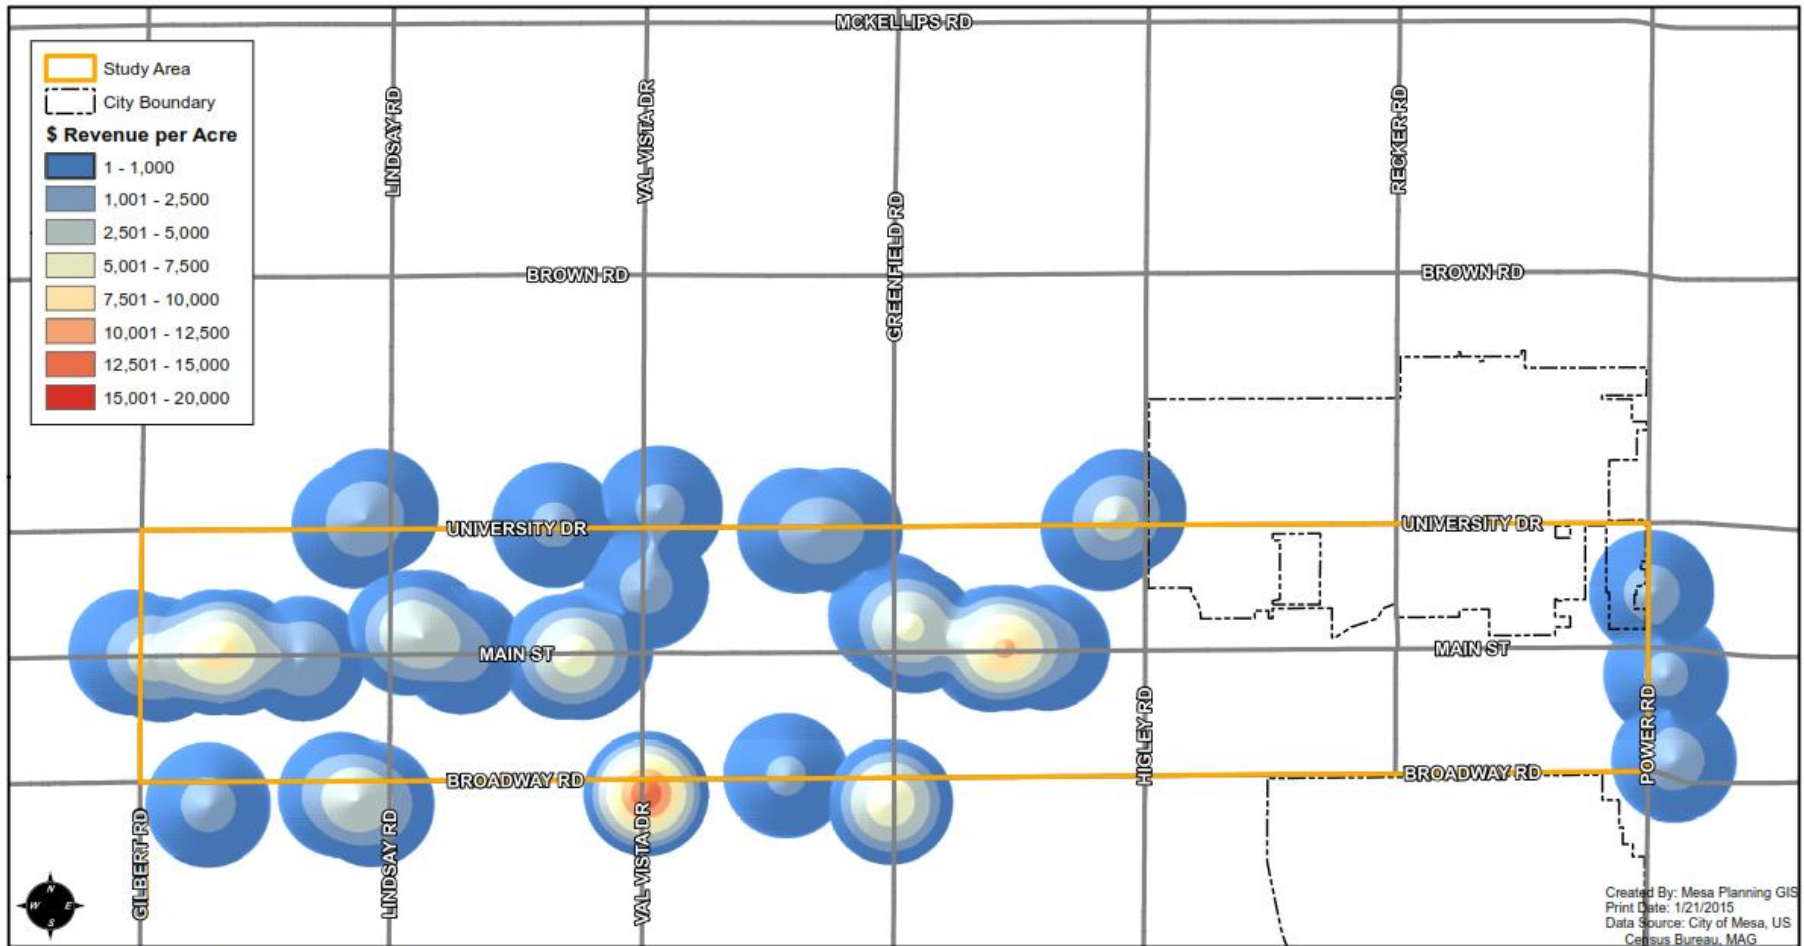 MCKELLIPS RD
Study Area
City Boundary
$ Revenue per Acre
1 - 1,000
1,001 - 2,500
2,501 - 5,000
5,001 - 7,500
7,501 - 10,000
10,001 - 12,500
12,501 - 15,000
15,001 - 20,000
LINDSAY RD
VAL VISTA DR
GREENFIELD RD
RECKER RD
BROWN RD
BROWN RD
UNIVERSITY DR
UNIVERSITY DR
MAIN ST
MAIN ST
BROADWAY RD
BROADWAY RD
GILBERT RD
LINDSAY RD
VAL VISTA DR
HIGLEY RD
POWER RD
N
W E
S
Created By: Mesa Planning GIS
Print Date: 1/21/2015
Data Source: City of Mesa, US
Census Bureau, MAG